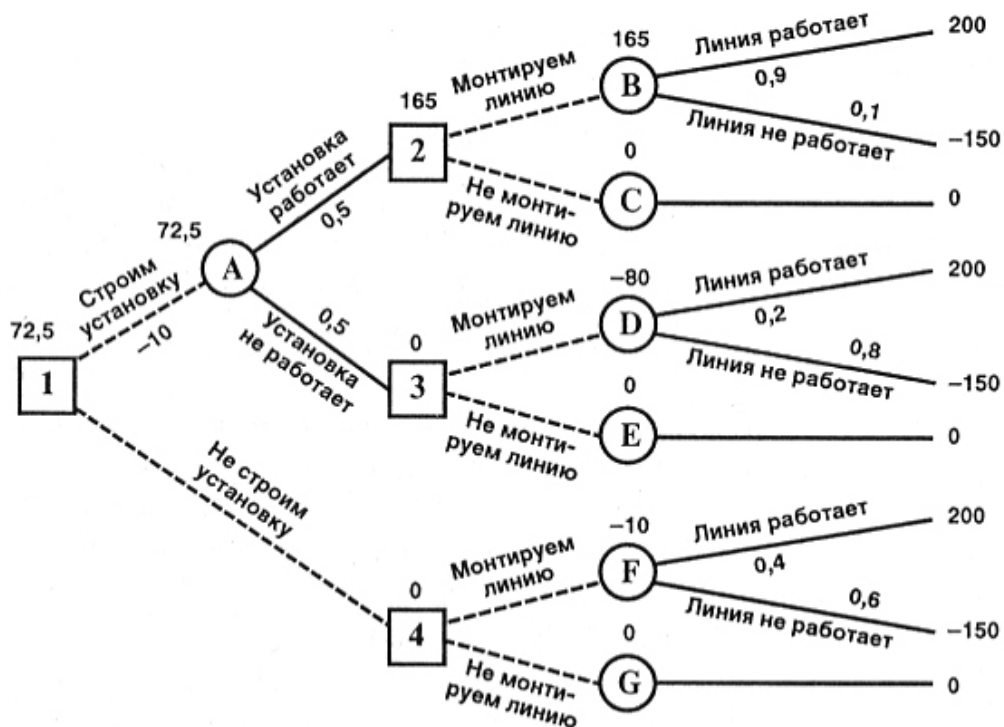 165
Линия работает
200
0,9
В
Монтируем
линию
165
0,1
Линия не работает
−150
2
0
Не монти-
руем линию
С
0
Установка
работает
0,5
72,5
А
−80
Линия работает
200
0,2
D
Монтируем
линию
0
0,8
Линия не работает
−150
3
0
Не монти-
руем линию
Е
0
0,5
Установка
не работает
Строим
установку
−10
72,5
1
Не строим
установку
−10
Линия работает
200
0,4
F
Монтируем
линию
0
0,6
Линия не работает
−150
4
0
Не монти-
руем линию
G
0